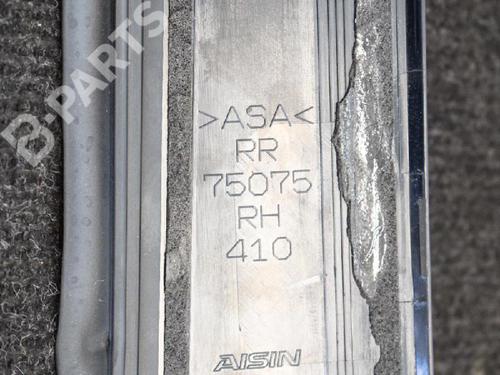 B-PARTS
>ASA<
RR
75075
RH
410
AISIN